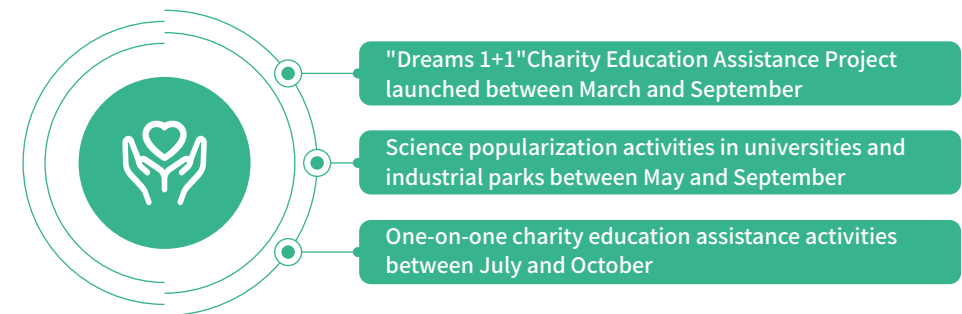 "Dreams 1+1"Charity Education Assistance Project
launched between March and September
Science popularization activities in universities and
industrial parks between May and September
One-on-one charity education assistance activities
between July and October